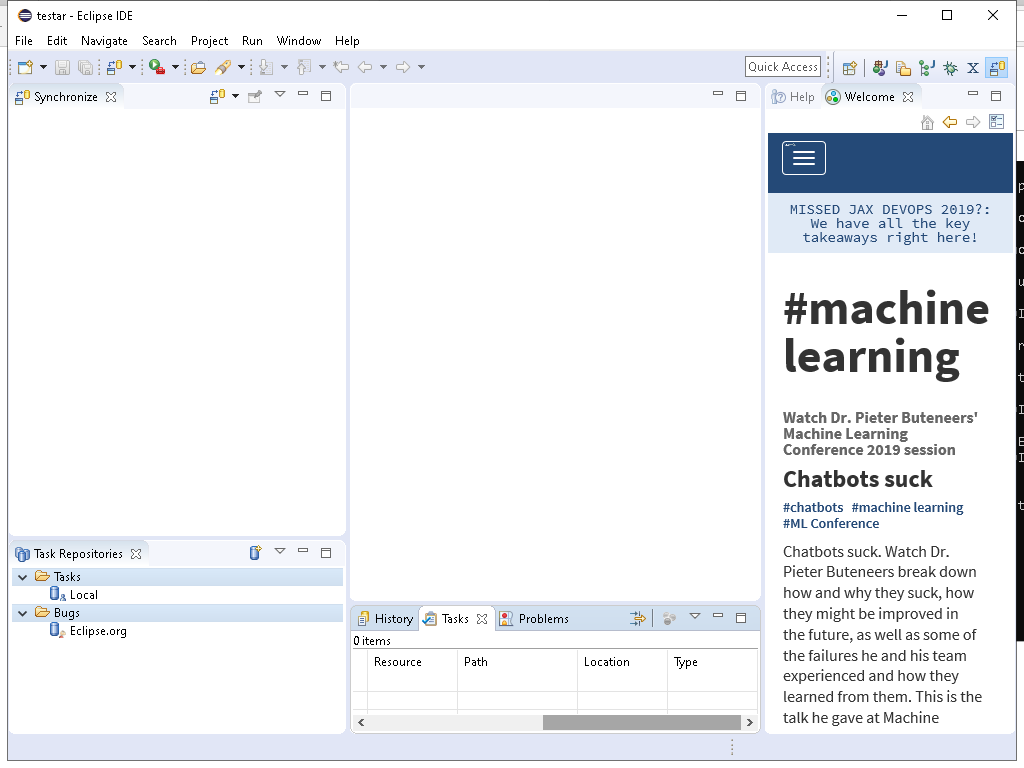 testar - Eclipse IDE
File Edit Navigate Search Project Run Window Help
Quick Access
Synchronize
Help Welcome
MISSED JAX DEVOPS 2019?:
We have all the key
takeaways right here!
#machine
learning
Watch Dr. Pieter Buteneers'
Machine Learning
Conference 2019 session
Chatbots suck
#chatbots #machine learning
#ML Conference
Chatbots suck. Watch Dr.
Pieter Buteneers break down
how and why they suck, how
they might be improved in
the future, as well as some of
the failures he and his team
experienced and how they
learned from them. This is the
talk he gave at Machine
Task Repositories
Tasks
Local
Bugs
Eclipse.org
History Tasks Problems
0 items
Resource Path Location Type